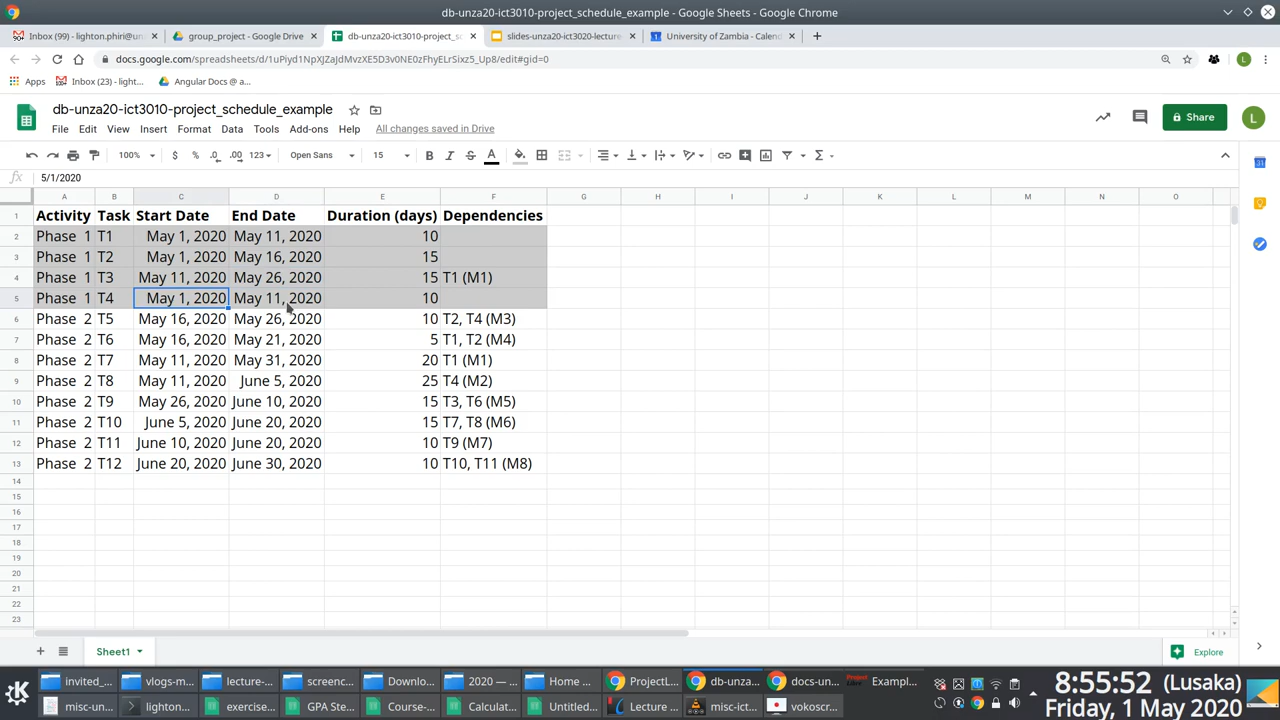 db-unza20-ict3010-project_schedule_example - Google Sheets - Google Chrome
Inbox (99) - lighton.phiri@un
group_project - Google Drive
db-unza20-ict3010-project_sc
slides-unza20-ict3020-lecture
University of Zambia - Calen
docs.google.com/spreadsheets/d/1uPiyd1NpXJZaJdMvzXE5D3v0NE0zFhyELrSixz5_Up8/edit#gid=0
L
Apps
Inbox (23) - light...
Angular Docs @ a...
db-unza20-ict3010-project_schedule_example
File Edit View Insert Format Data Tools Add-ons Help All changes saved in Drive
Share
L
100% $ % .0 .00 123 Open Sans 15 B I S A
fx 5/1/2020
A B C D E F G H I J K L M N O
1 Activity Task Start Date End Date Duration (days) Dependencies
2 Phase 1 T1 May 1, 2020 May 11, 2020 10
3 Phase 1 T2 May 1, 2020 May 16, 2020 15
4 Phase 1 T3 May 11, 2020 May 26, 2020 15 T1 (M1)
5 Phase 1 T4 May 1, 2020 May 11, 2020 10
6 Phase 2 T5 May 16, 2020 May 26, 2020 10 T2, T4 (M3)
7 Phase 2 T6 May 16, 2020 May 21, 2020 5 T1, T2 (M4)
8 Phase 2 T7 May 11, 2020 May 31, 2020 20 T1 (M1)
9 Phase 2 T8 May 11, 2020 June 5, 2020 25 T4 (M2)
10 Phase 2 T9 May 26, 2020 June 10, 2020 15 T3, T6 (M5)
11 Phase 2 T10 June 5, 2020 June 20, 2020 15 T7, T8 (M6)
12 Phase 2 T11 June 10, 2020 June 20, 2020 10 T9 (M7)
13 Phase 2 T12 June 20, 2020 June 30, 2020 10 T10, T11 (M8)
14
15
16
17
18
19
20
21
22
23
Sheet1
Explore
invited_... vlogs-m... lecture-... screenc... Downlo... 2020 — ... Home ... ProjectL... db-unza... docs-un... Exampl...
misc-un... lighton... exercise... GPA Ste... Course-... Calculat... Untitled... Lecture ... misc-ict... vokoscr...
8:55:52 (Lusaka)
Friday, 1 May 2020